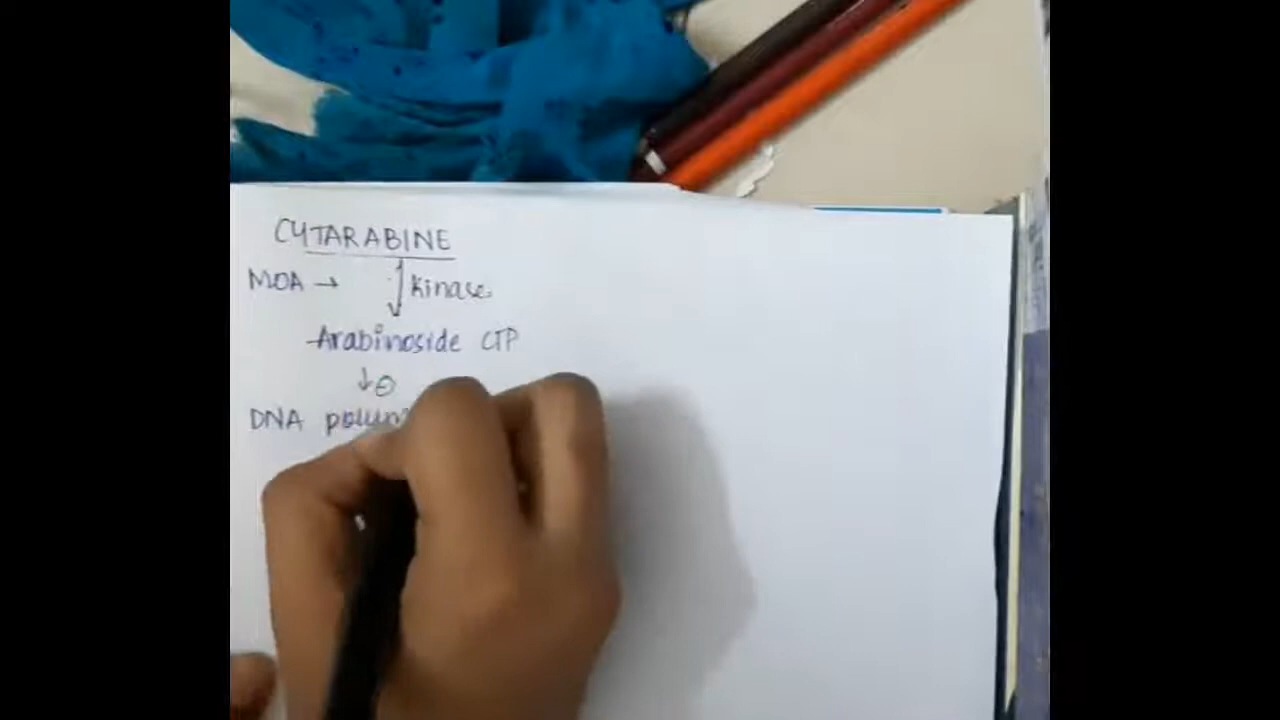 CYTARABINE
MOA → Kinase
Arabinoside CTP
↓ ⊖
DNA